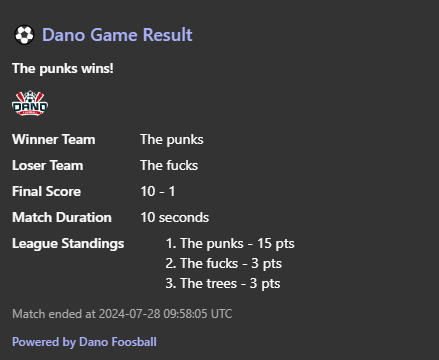 Dano Game Result
The punks wins!
DANO
Winner Team The punks
Loser Team The fucks
Final Score 10 - 1
Match Duration 10 seconds
League Standings 1. The punks - 15 pts
2. The fucks - 3 pts
3. The trees - 3 pts
Match ended at 2024-07-28 09:58:05 UTC
Powered by Dano Foosball